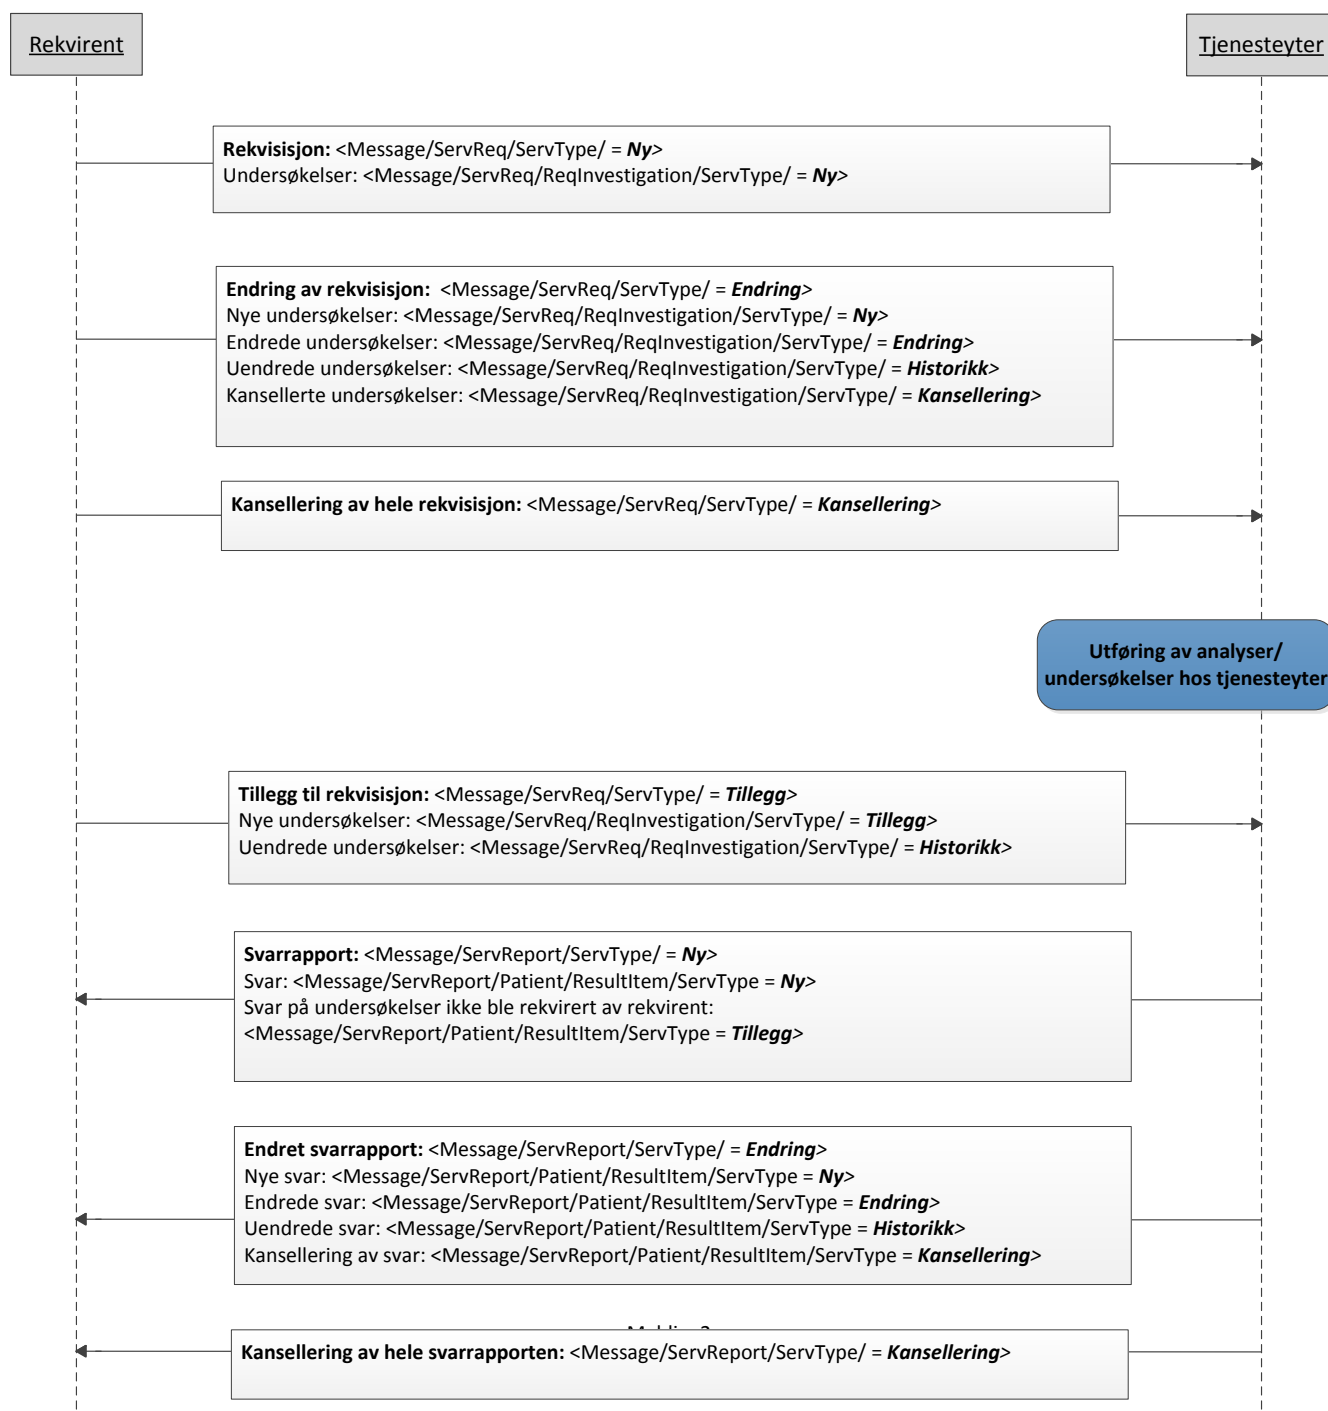 Rekvirent
Tjenesteyter
Rekvisisjon: <Message/ServReq/ServType/ = Ny>
Undersøkelser: <Message/ServReq/ReqInvestigation/ServType/ = Ny>
Endring av rekvisisjon:  <Message/ServReq/ServType/ = Endring>
Nye undersøkelser: <Message/ServReq/ReqInvestigation/ServType/ = Ny>
Endrede undersøkelser: <Message/ServReq/ReqInvestigation/ServType/ = Endring>
Uendrede undersøkelser: <Message/ServReq/ReqInvestigation/ServType/ = Historikk>
Kansellerte undersøkelser: <Message/ServReq/ReqInvestigation/ServType/ = Kansellering>
Kansellering av hele rekvisisjon: <Message/ServReq/ServType/ = Kansellering>
Utføring av analyser/
undersøkelser hos tjenesteyter
Tillegg til rekvisisjon: <Message/ServReq/ServType/ = Tillegg>
Nye undersøkelser: <Message/ServReq/ReqInvestigation/ServType/ = Tillegg>
Uendrede undersøkelser: <Message/ServReq/ReqInvestigation/ServType/ = Historikk>
Svarrapport: <Message/ServReport/ServType/ = Ny>
Svar: <Message/ServReport/Patient/ResultItem/ServType = Ny>
Svar på undersøkelser ikke ble rekvirert av rekvirent:
<Message/ServReport/Patient/ResultItem/ServType = Tillegg>
Endret svarrapport: <Message/ServReport/ServType/ = Endring>
Nye svar: <Message/ServReport/Patient/ResultItem/ServType = Ny>
Endrede svar: <Message/ServReport/Patient/ResultItem/ServType = Endring>
Uendrede svar: <Message/ServReport/Patient/ResultItem/ServType = Historikk>
Kansellering av svar: <Message/ServReport/Patient/ResultItem/ServType = Kansellering>
Kansellering av hele svarrapporten: <Message/ServReport/ServType/ = Kansellering>